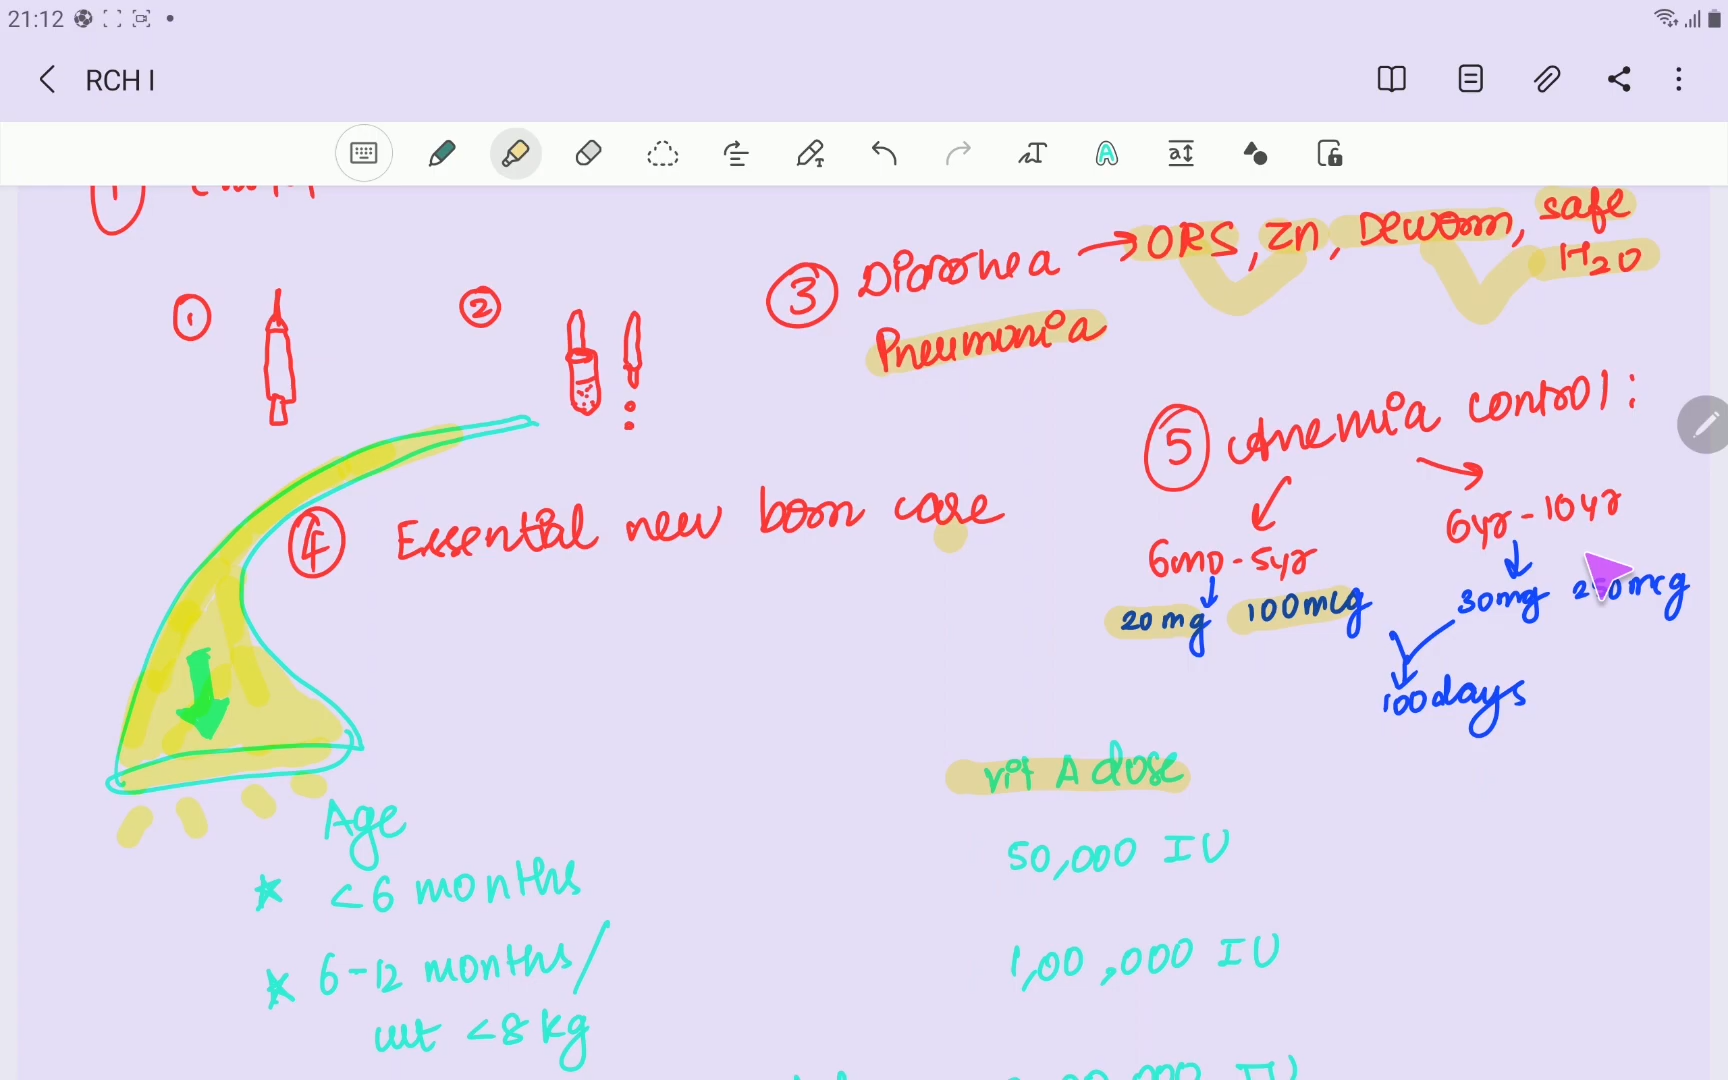 21:12
RCH I
1
3 Diarrhea → ORS, Zn, Deworm, safe H2O
Pneumonia
1
2
5 Anemia control:
4 Essential new born care
6mo - 5yr
6yr - 10yr
20 mg 100mcg
30mg
100days
vit A dose
Age
< 6 months
50,000 IU
6-12 months/
1,00,000 IU
wt < 8 kg
IU